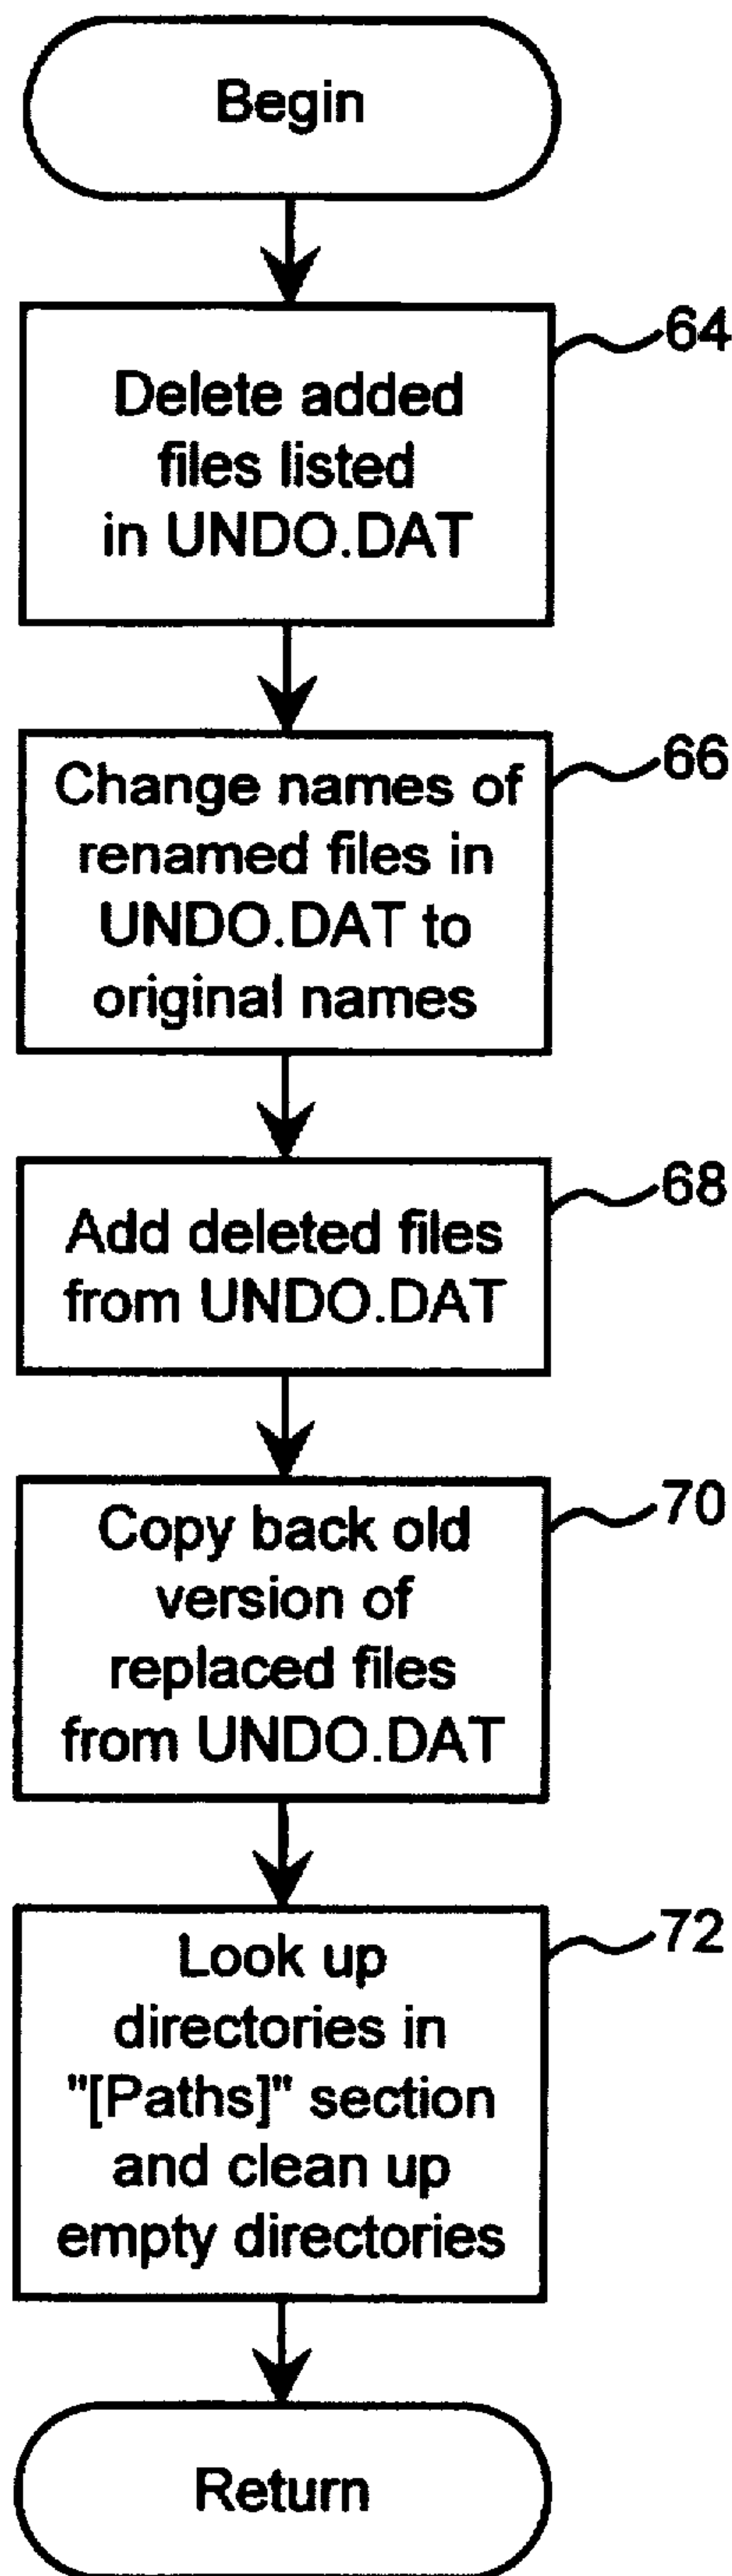 Begin
64
Delete added
files listed
in UNDO.DAT
66
Change names of
renamed files in
UNDO.DAT to
original names
68
Add deleted files
from UNDO.DAT
70
Copy back old
version of
replaced files
from UNDO.DAT
72
Look up
directories in
"[Paths]" section
and clean up
empty directories
Return